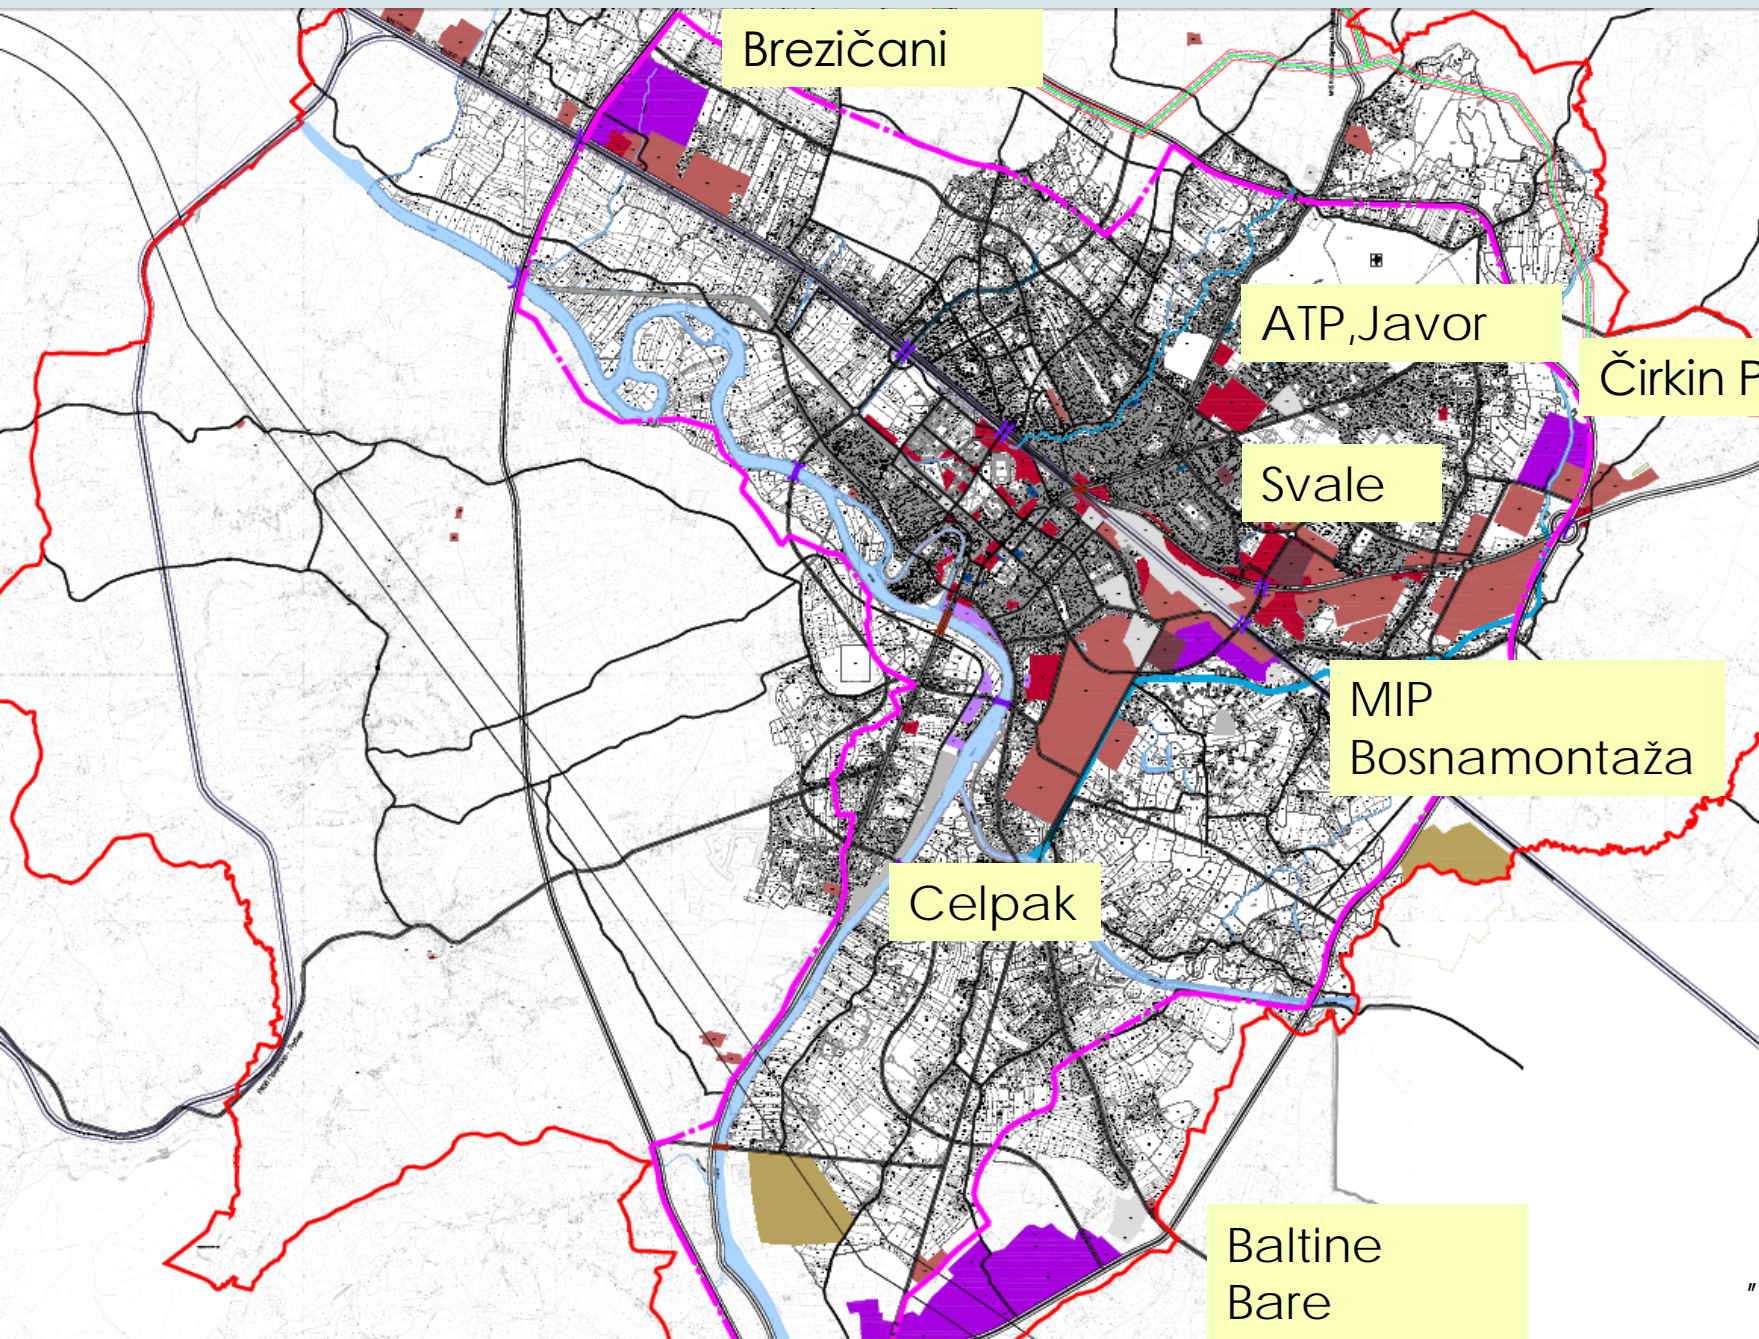 Brezičani
ATP,Javor
Čirkin P
Svale
MIP
Bosnamontaža
Celpak
Baltine
Bare
"